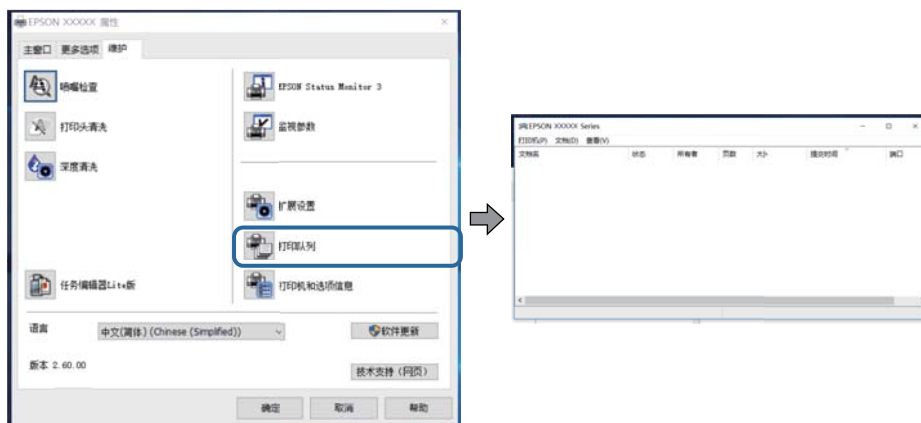 EPSON XXXXX 属性
主窗口 更多选项 维护
喷嘴检查
EPSON Status Monitor 3
打印头清洗
监视参数
深度清洗
扩展设置
打印队列
任务编辑器Lite版
打印机和选项信息
语言
中文(简体) (Chinese (Simplified))
软件更新
版本 2.60.00
技术支持 (网页)
确定 取消 帮助
EPSON XXXXX Series
打印机(P) 文档(D) 查看(V)
文档名 状态 所有者 页数 大小 提交时间 端口